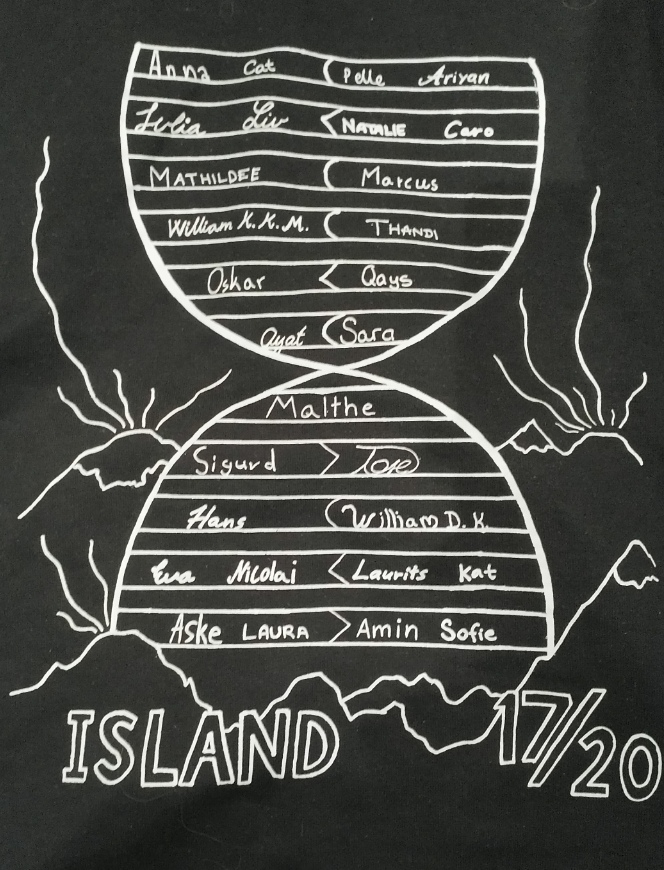 Anna Cat Pelle Ariyan
Julia Liv NATALIE Caro
MATHILDEE Marcus
William K.K.M. THANDI
Oskar Qays
Ayat Sara
Malthe
Sigurd
Hans William D.K.
Eva Nicolai Laurits Kat
Aske LAURA Amin Sofie
ISLAND 17/20